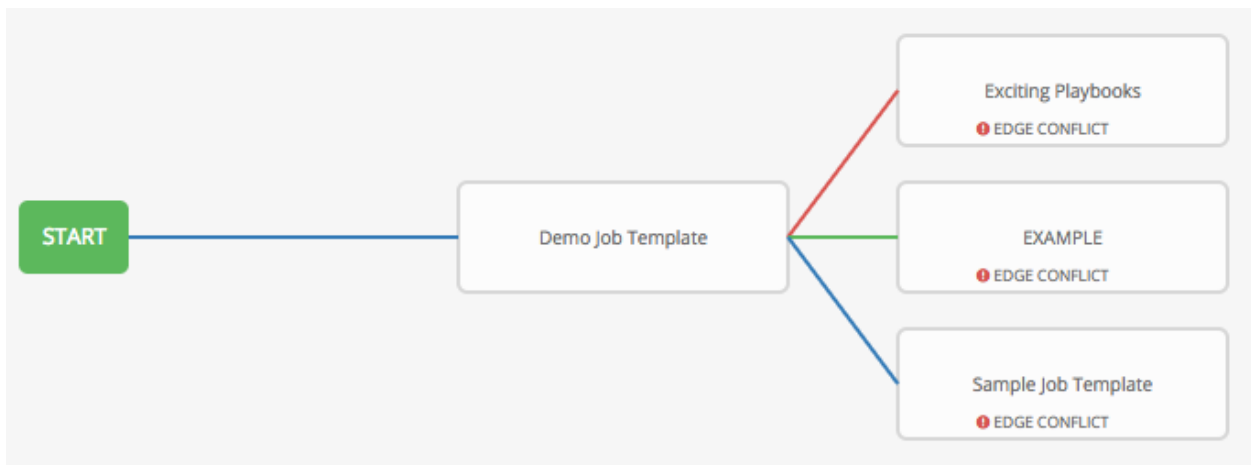 START
Demo Job Template
Exciting Playbooks
EDGE CONFLICT
EXAMPLE
EDGE CONFLICT
Sample Job Template
EDGE CONFLICT